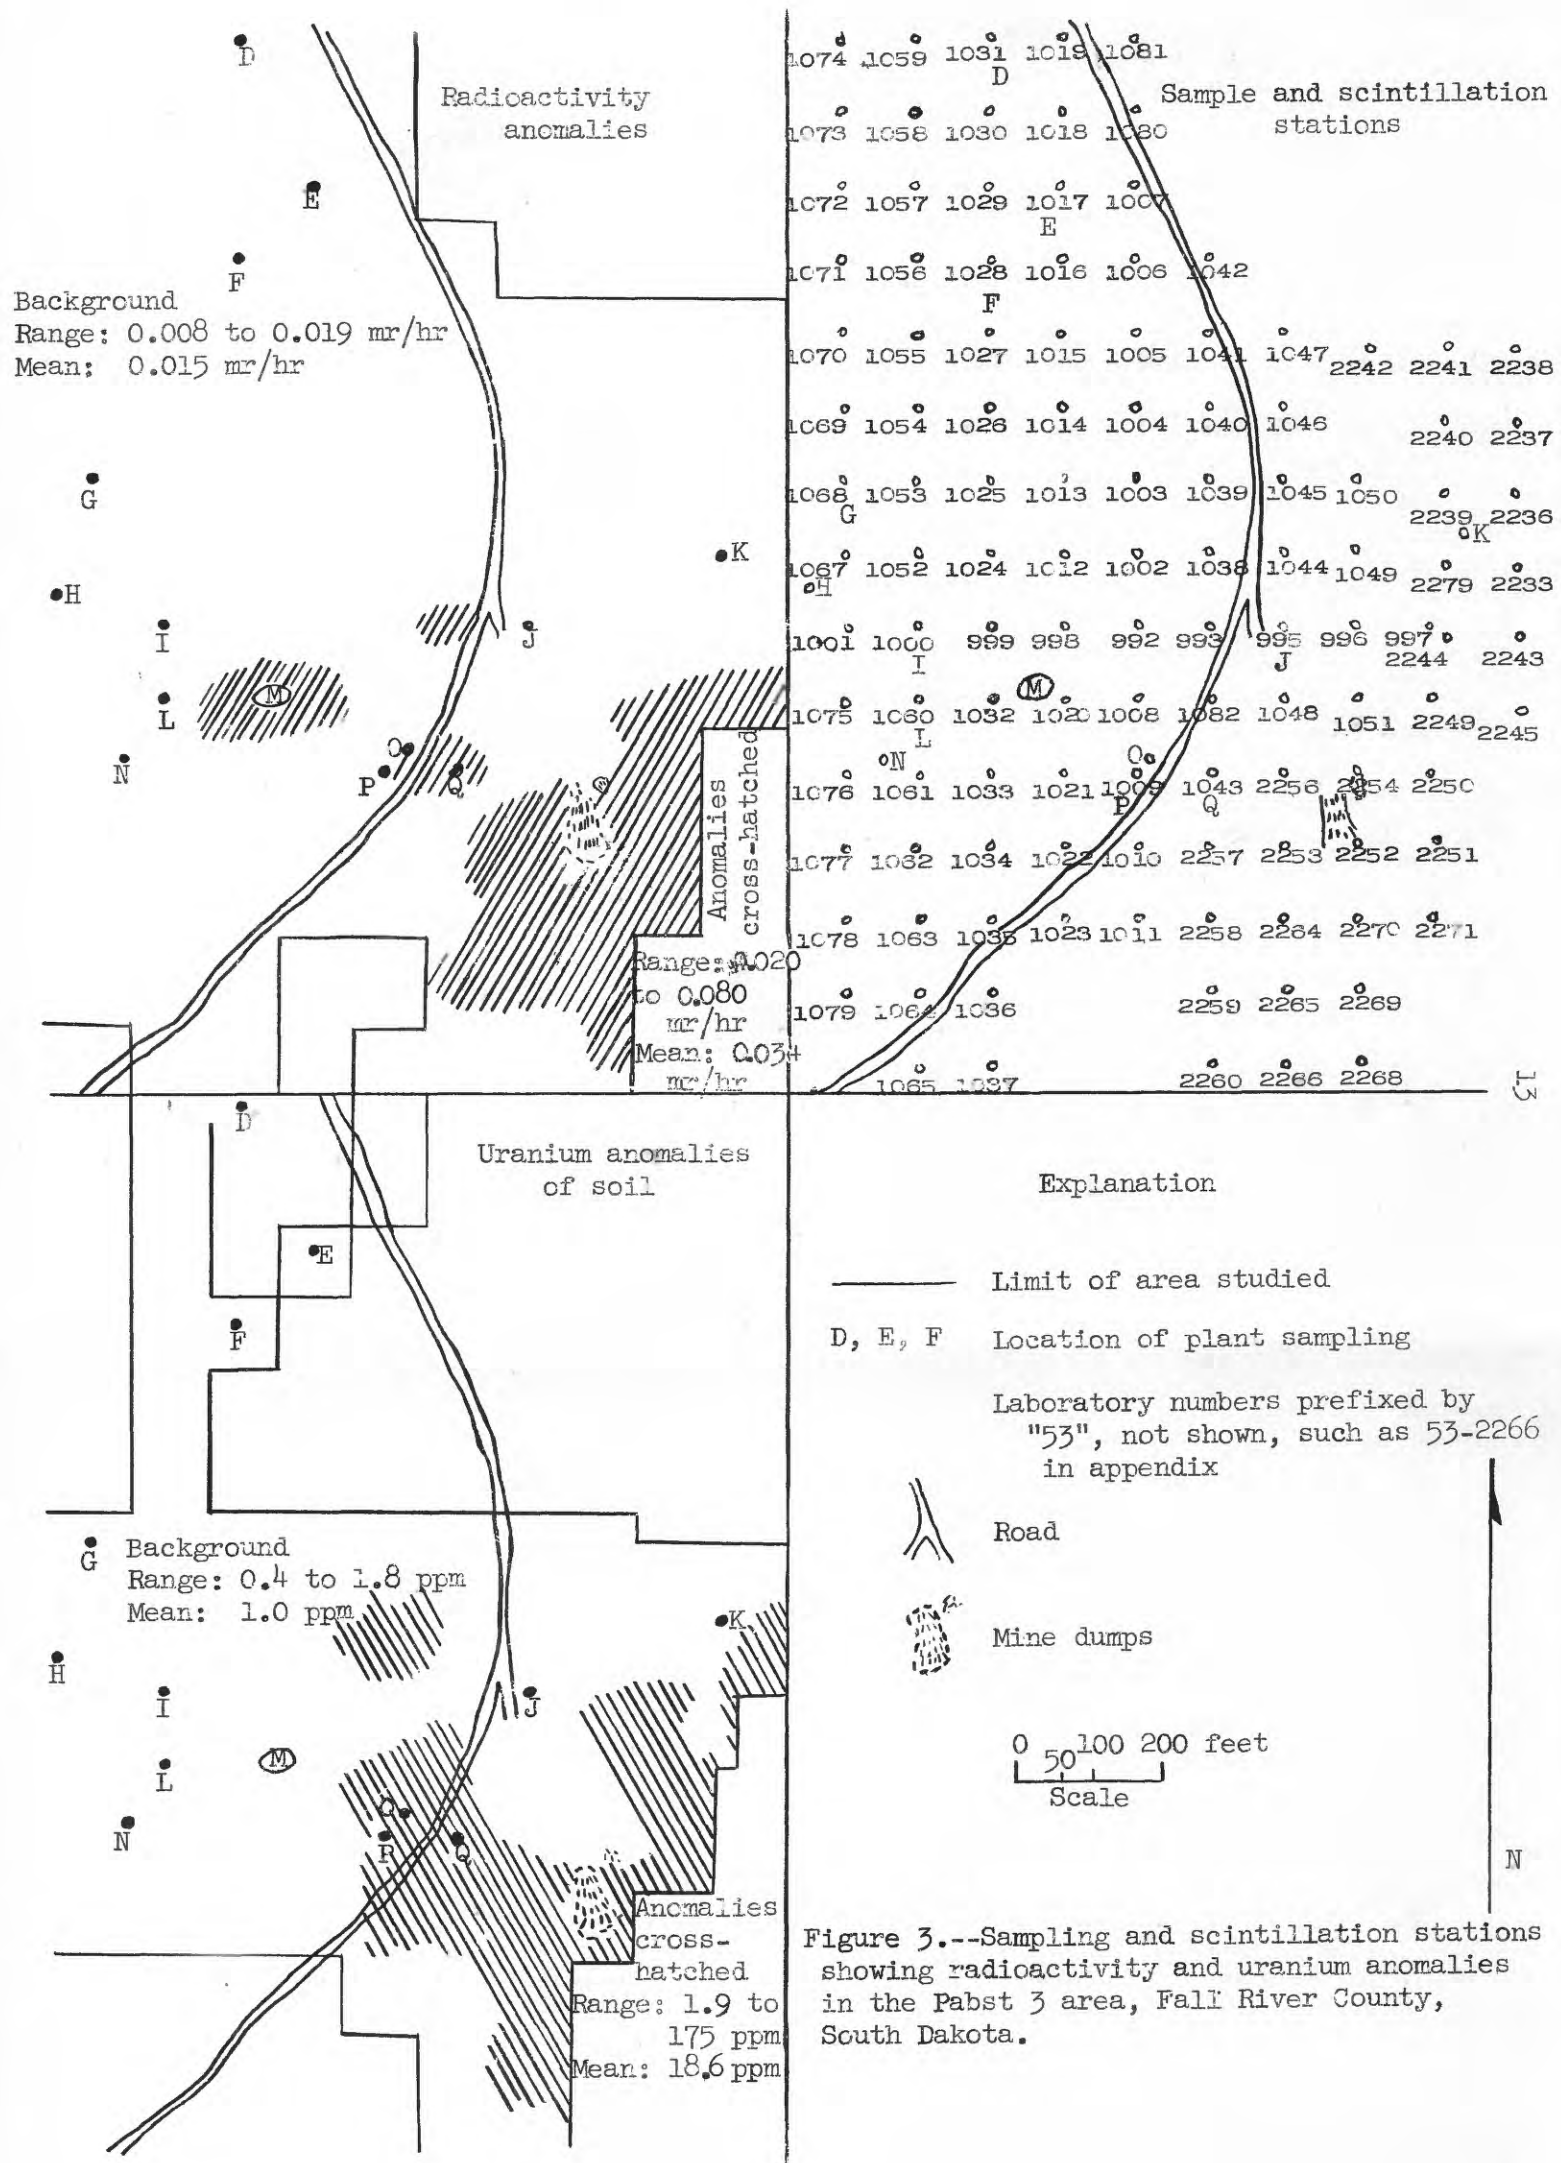 D
Radioactivity
anomalies
E
F
Background
Range: 0.008 to 0.019 mr/hr
Mean: 0.015 mr/hr
G
K
H
I
J
M
L
O
N
P
Q
Anomalies
cross-hatched
Range: 0.020
to 0.080
mr/hr
Mean: 0.034
mr/hr
1074 1059 1031 1019 1081
D
Sample and scintillation
stations
1073 1058 1030 1018 1080
1072 1057 1029 1017 1007
E
1071 1056 1028 1016 1006 1042
F
1070 1055 1027 1015 1005 1041 1047 2242 2241 2238
1069 1054 1026 1014 1004 1040 1046 2240 2237
1068 1053 1025 1013 1003 1039 1045 1050 2239 2236
G
K
1067 1052 1024 1012 1002 1038 1044 1049 2279 2233
H
1001 1000 999 998 992 993 995 996 997 2244 2243
I
J
M
1075 1060 1032 1020 1008 1082 1048 1051 2249 2245
L
N
O
1076 1061 1033 1021 1009 1043 2256 2254 2250
P
Q
1077 1062 1034 1022 1010 2257 2253 2252 2251
1078 1063 1035 1023 1011 2258 2264 2270 2271
1079 1064 1036 2259 2265 2269
1065 1037 2260 2266 2268
13
D
Uranium anomalies
of soil
E
F
G
Background
Range: 0.4 to 1.8 ppm
Mean: 1.0 ppm
K
H
I
J
M
L
O
N
P
Q
Anomalies
cross-
hatched
Range: 1.9 to
175 ppm
Mean: 18.6 ppm
Explanation
Limit of area studied
D, E, F Location of plant sampling
Laboratory numbers prefixed by
"53", not shown, such as 53-2266
in appendix
Road
Mine dumps
0 50 100 200 feet
Scale
N
Figure 3.--Sampling and scintillation stations
showing radioactivity and uranium anomalies
in the Pabst 3 area, Fall River County,
South Dakota.